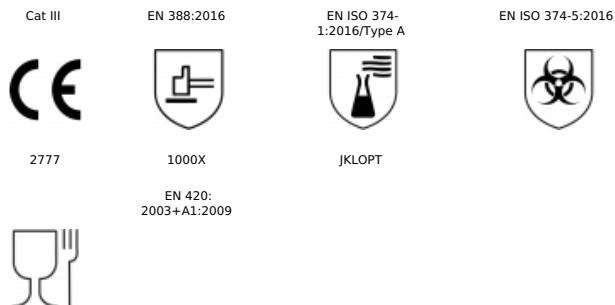 Cat III
EN 388:2016
EN ISO 374-
1:2016/Type A
EN ISO 374-5:2016
CE
2777
1000X
JKLOPT
EN 420:
2003+A1:2009